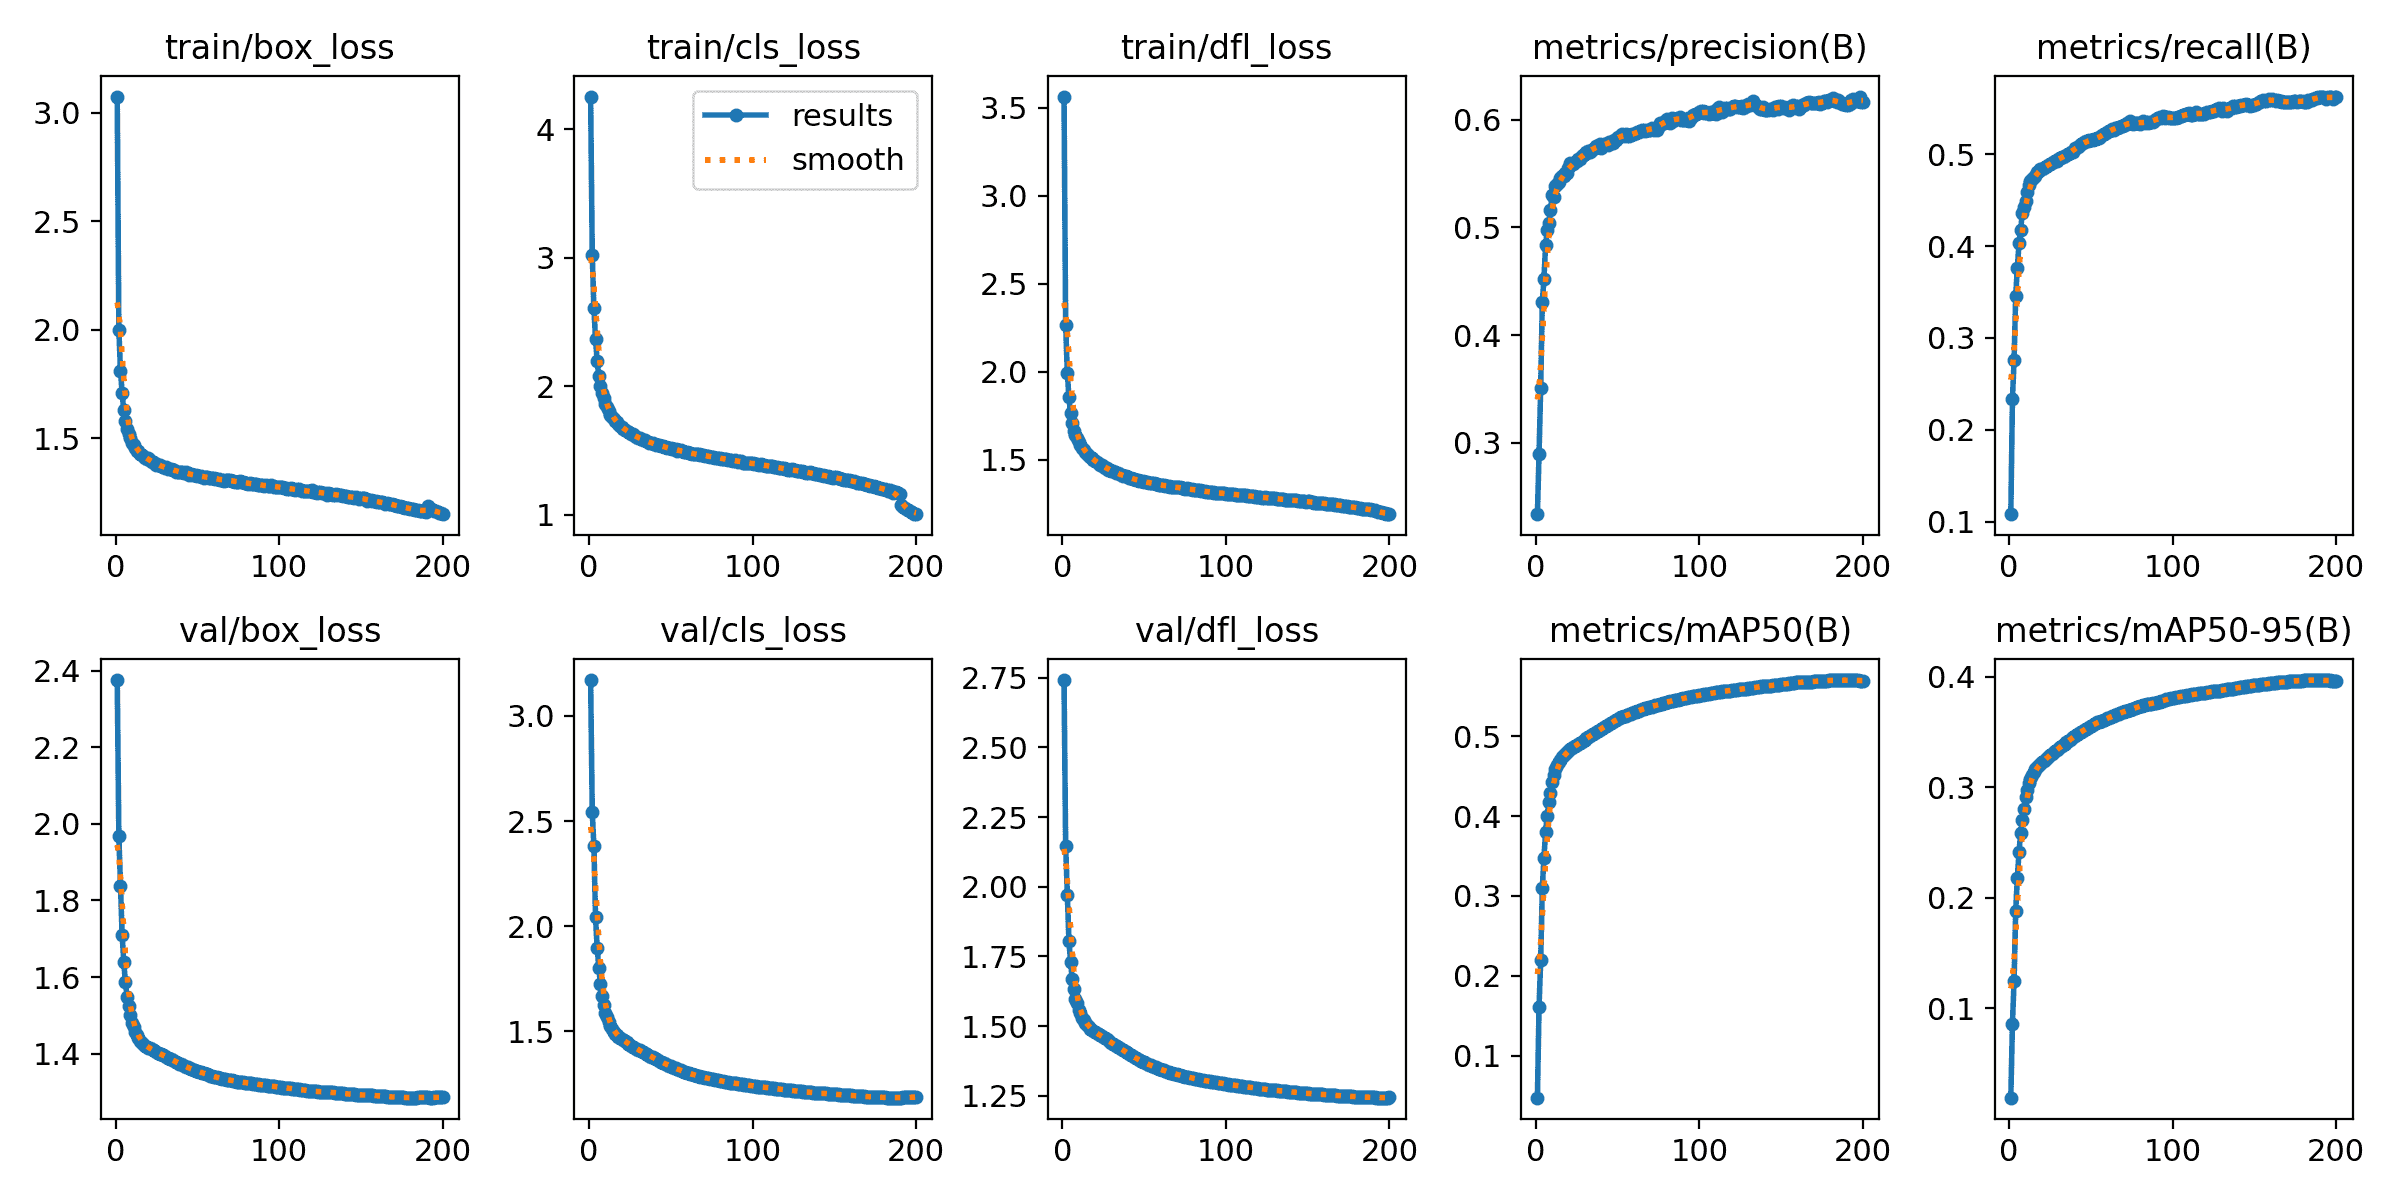 train/box_loss
3.0
2.5
2.0
1.5
0 100 200
train/cls_loss
results
smooth
4
3
2
1
0 100 200
train/dfl_loss
3.5
3.0
2.5
2.0
1.5
0 100 200
metrics/precision(B)
0.6
0.5
0.4
0.3
0 100 200
metrics/recall(B)
0.5
0.4
0.3
0.2
0.1
0 100 200
val/box_loss
2.4
2.2
2.0
1.8
1.6
1.4
0 100 200
val/cls_loss
3.0
2.5
2.0
1.5
0 100 200
val/dfl_loss
2.75
2.50
2.25
2.00
1.75
1.50
1.25
0 100 200
metrics/mAP50(B)
0.5
0.4
0.3
0.2
0.1
0 100 200
metrics/mAP50-95(B)
0.4
0.3
0.2
0.1
0 100 200